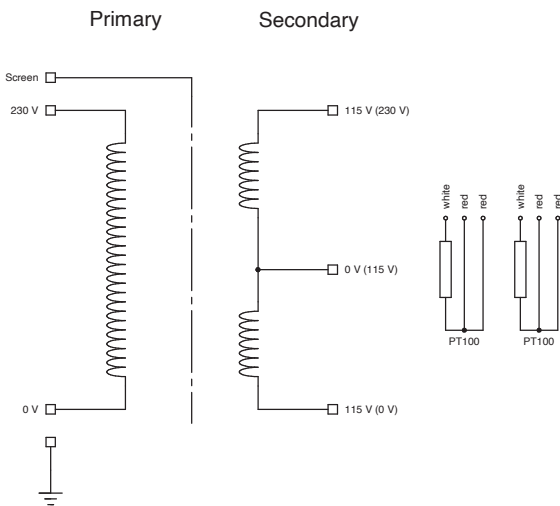 Primary
Secondary
Screen
230 V
115 V (230 V)
white
red
red
white
red
red
0 V (115 V)
PT100
PT100
0 V
115 V (0 V)